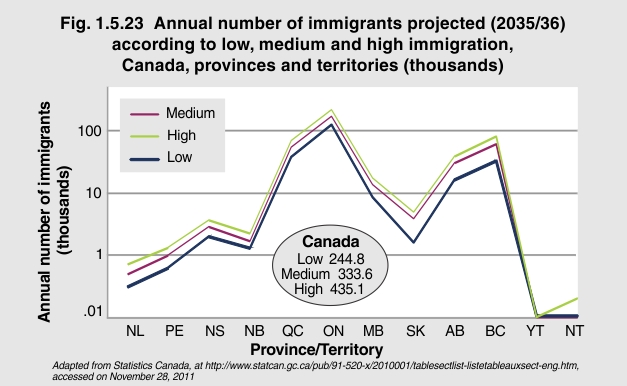 Fig. 1.5.23 Annual number of immigrants projected (2035/36)
according to low, medium and high immigration,
Canada, provinces and territories (thousands)
Annual number of immigrants
(thousands)
Medium
High
Low
100
10
1
.01
Canada
Low 244.8
Medium 333.6
High 435.1
NL PE NS NB QC ON MB SK AB BC YT NT
Province/Territory
Adapted from Statistics Canada, at http://www.statcan.gc.ca/pub/91-520-x/2010001/tablesectlist-listetableauxsect-eng.htm,
accessed on November 28, 2011